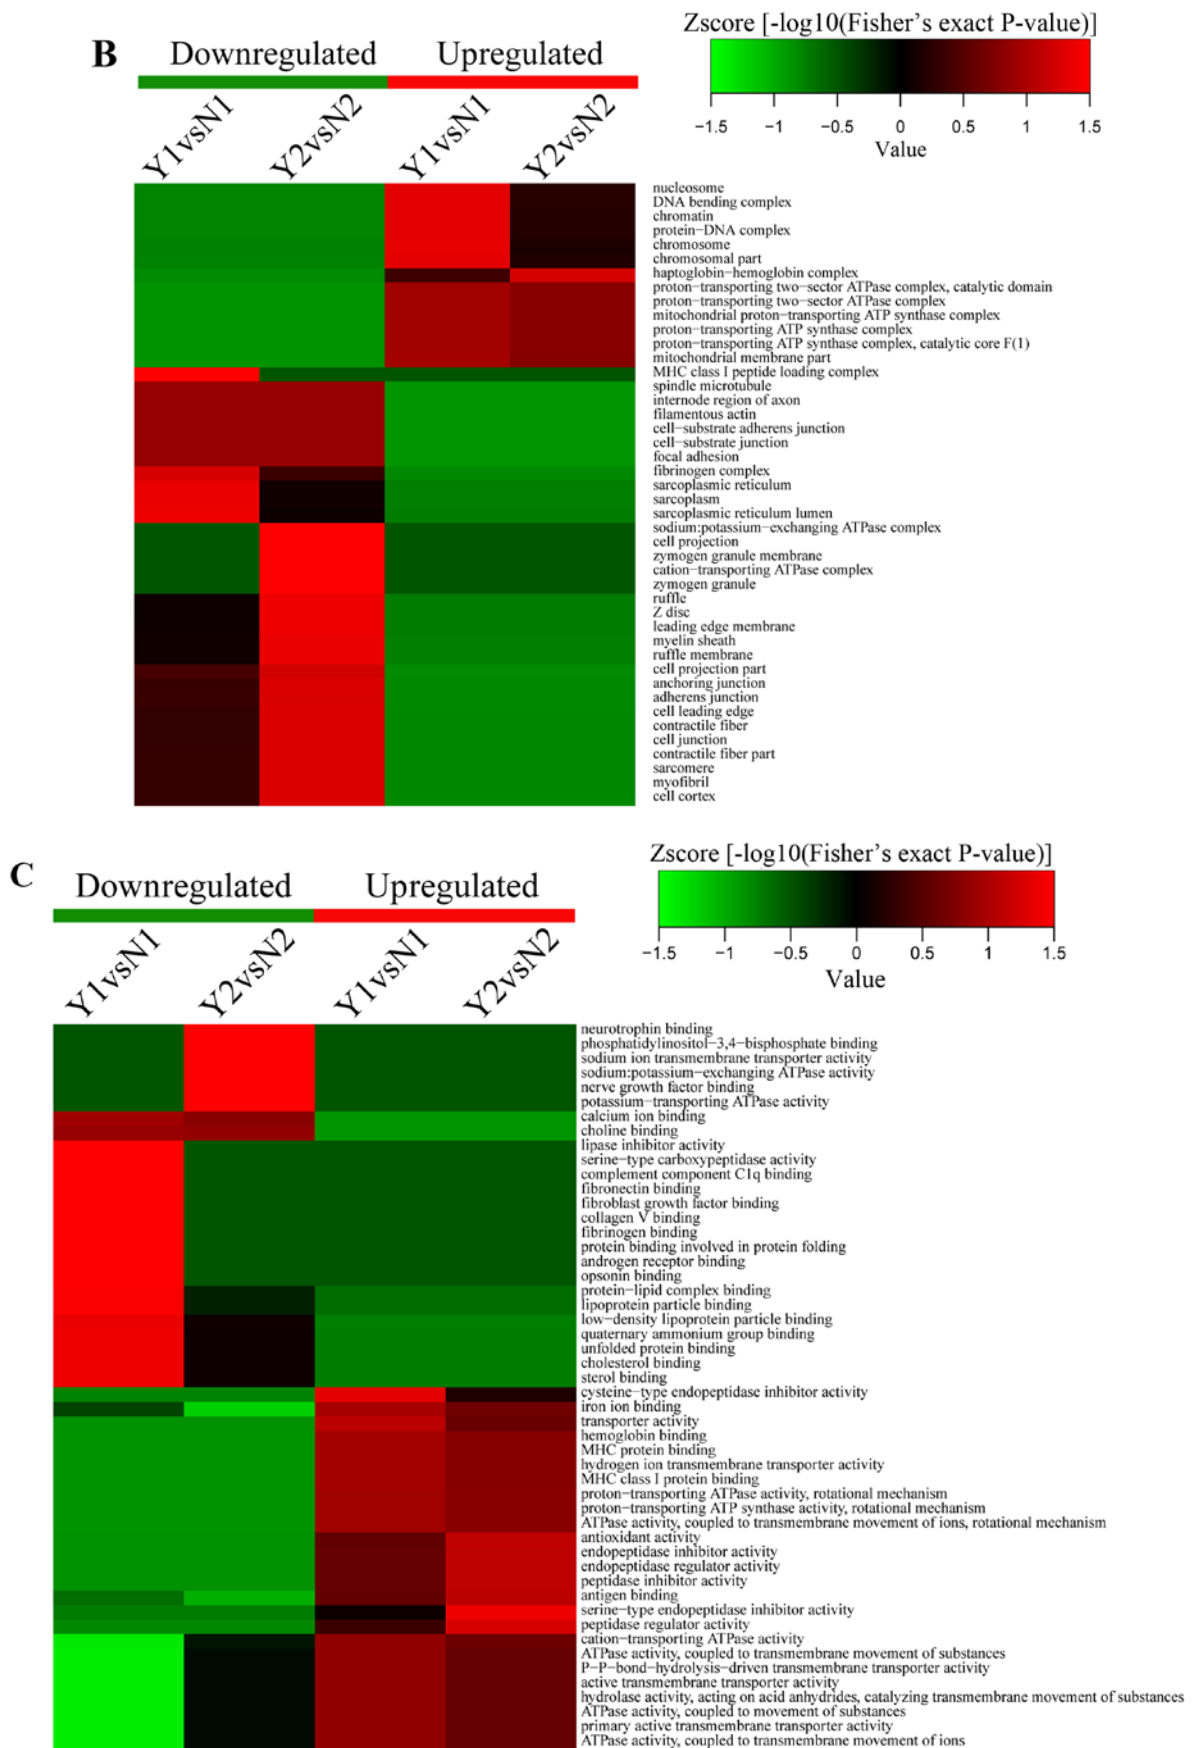 B
Downregulated Upregulated
Zscore [-log10(Fisher's exact P-value)]
−1.5 −1 −0.5 0 0.5 1 1.5
Value
Y1vsN1 Y2vsN2 Y1vsN1 Y2vsN2
nucleosome
DNA bending complex
chromatin
protein−DNA complex
chromosome
chromosomal part
haptoglobin−hemoglobin complex
proton−transporting two−sector ATPase complex, catalytic domain
proton−transporting two−sector ATPase complex
mitochondrial proton−transporting ATP synthase complex
proton−transporting ATP synthase complex
proton−transporting ATP synthase complex, catalytic core F(1)
mitochondrial membrane part
MHC class I peptide loading complex
spindle microtubule
internode region of axon
filamentous actin
cell−substrate adherens junction
cell−substrate junction
focal adhesion
fibrinogen complex
sarcoplasmic reticulum
sarcoplasm
sarcoplasmic reticulum lumen
sodium:potassium−exchanging ATPase complex
cell projection
zymogen granule membrane
cation−transporting ATPase complex
zymogen granule
ruffle
Z disc
leading edge membrane
myelin sheath
ruffle membrane
cell projection part
anchoring junction
adherens junction
cell leading edge
contractile fiber
cell junction
contractile fiber part
sarcomere
myofibril
cell cortex
C
Downregulated Upregulated
Zscore [-log10(Fisher's exact P-value)]
−1.5 −1 −0.5 0 0.5 1 1.5
Value
Y1vsN1 Y2vsN2 Y1vsN1 Y2vsN2
neurotrophin binding
phosphatidylinositol−3,4−bisphosphate binding
sodium ion transmembrane transporter activity
sodium:potassium−exchanging ATPase activity
nerve growth factor binding
potassium−transporting ATPase activity
calcium ion binding
choline binding
lipase inhibitor activity
serine−type carboxypeptidase activity
complement component C1q binding
fibronectin binding
fibroblast growth factor binding
collagen V binding
fibrinogen binding
protein binding involved in protein folding
androgen receptor binding
opsonin binding
protein−lipid complex binding
lipoprotein particle binding
low−density lipoprotein particle binding
quaternary ammonium group binding
unfolded protein binding
cholesterol binding
sterol binding
cysteine−type endopeptidase inhibitor activity
iron ion binding
transporter activity
hemoglobin binding
MHC protein binding
hydrogen ion transmembrane transporter activity
MHC class I protein binding
proton−transporting ATPase activity, rotational mechanism
proton−transporting ATP synthase activity, rotational mechanism
ATPase activity, coupled to transmembrane movement of ions, rotational mechanism
antioxidant activity
endopeptidase inhibitor activity
endopeptidase regulator activity
peptidase inhibitor activity
antigen binding
serine−type endopeptidase inhibitor activity
peptidase regulator activity
cation−transporting ATPase activity
ATPase activity, coupled to transmembrane movement of substances
P−P−bond−hydrolysis−driven transmembrane transporter activity
active transmembrane transporter activity
hydrolase activity, acting on acid anhydrides, catalyzing transmembrane movement of substances
ATPase activity, coupled to movement of substances
primary active transmembrane transporter activity
ATPase activity, coupled to transmembrane movement of ions